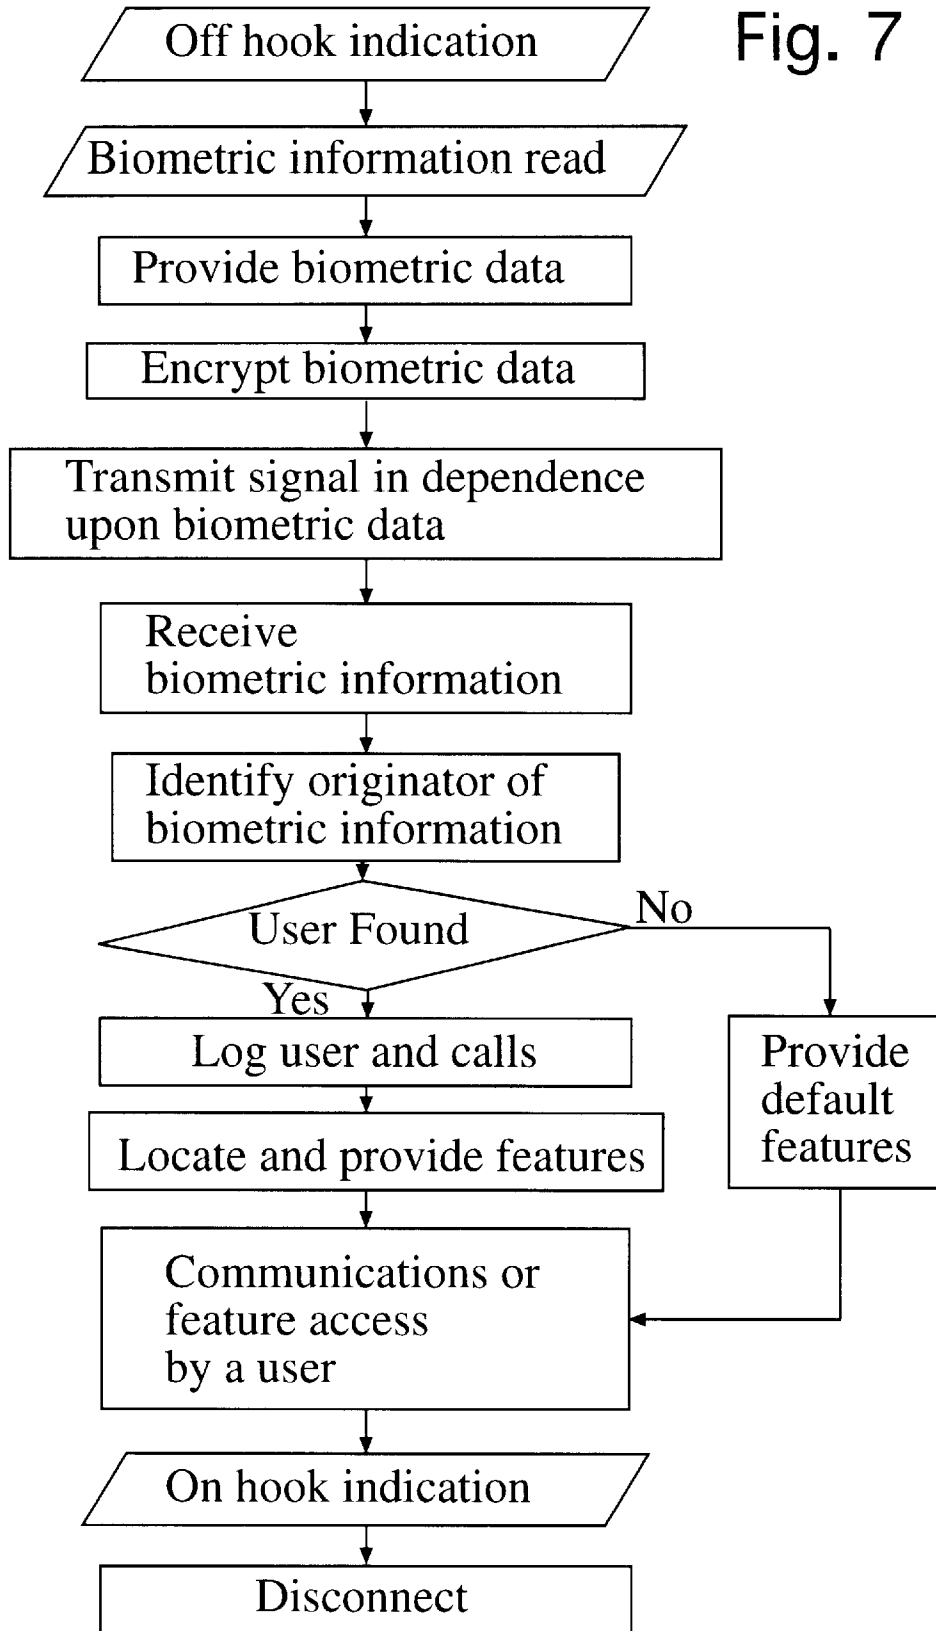 Fig. 7
Off hook indication
Biometric information read
Provide biometric data
Encrypt biometric data
Transmit signal in dependence
upon biometric data
Receive
biometric information
Identify originator of
biometric information
User Found
No
Yes
Log user and calls
Provide
default
features
Locate and provide features
Communications or
feature access
by a user
On hook indication
Disconnect